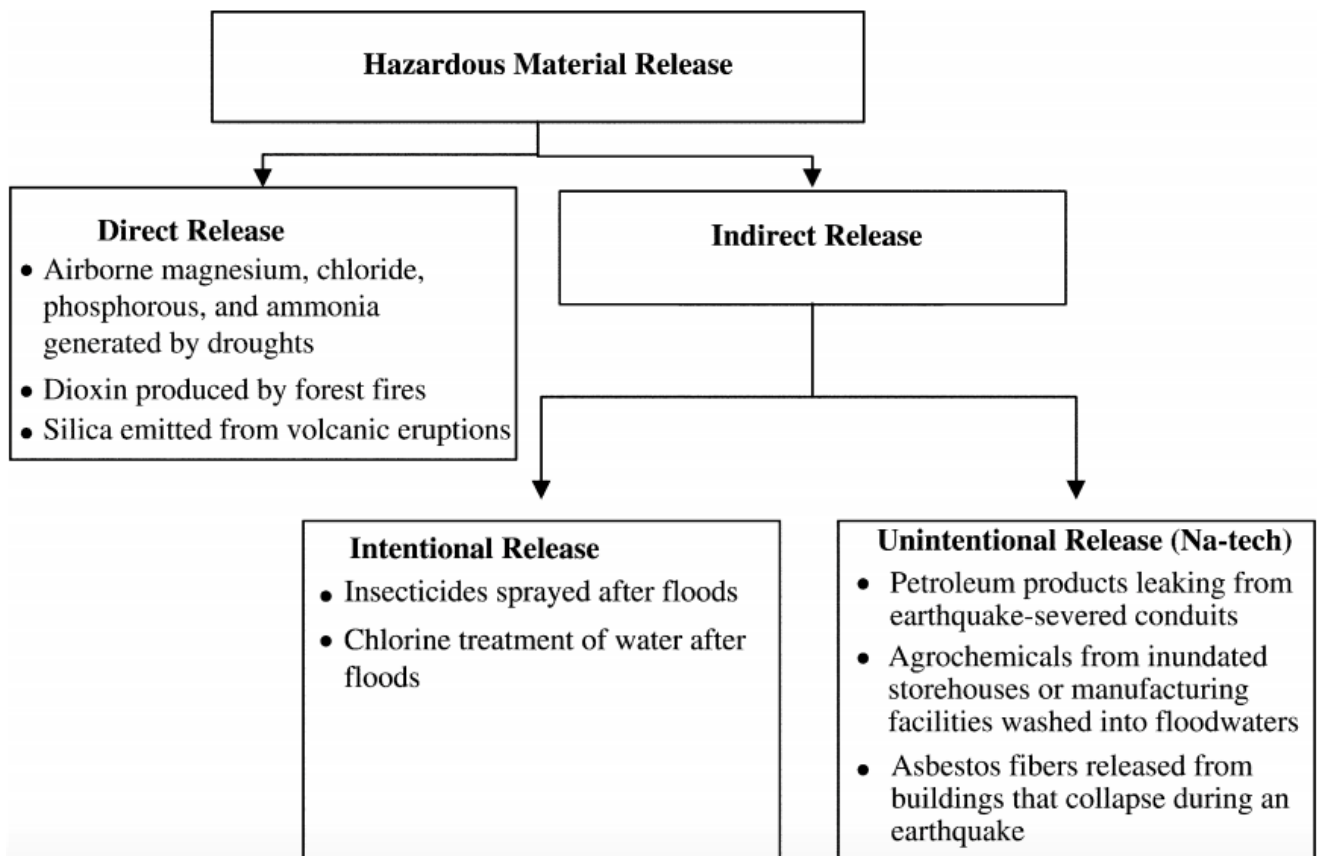 Hazardous Material Release
Direct Release
• Airborne magnesium, chloride,
phosphorous, and ammonia
generated by droughts
• Dioxin produced by forest fires
• Silica emitted from volcanic eruptions
Indirect Release
Intentional Release
• Insecticides sprayed after floods
• Chlorine treatment of water after
floods
Unintentional Release (Na-tech)
• Petroleum products leaking from
earthquake-severed conduits
• Agrochemicals from inundated
storehouses or manufacturing
facilities washed into floodwaters
• Asbestos fibers released from
buildings that collapse during an
earthquake